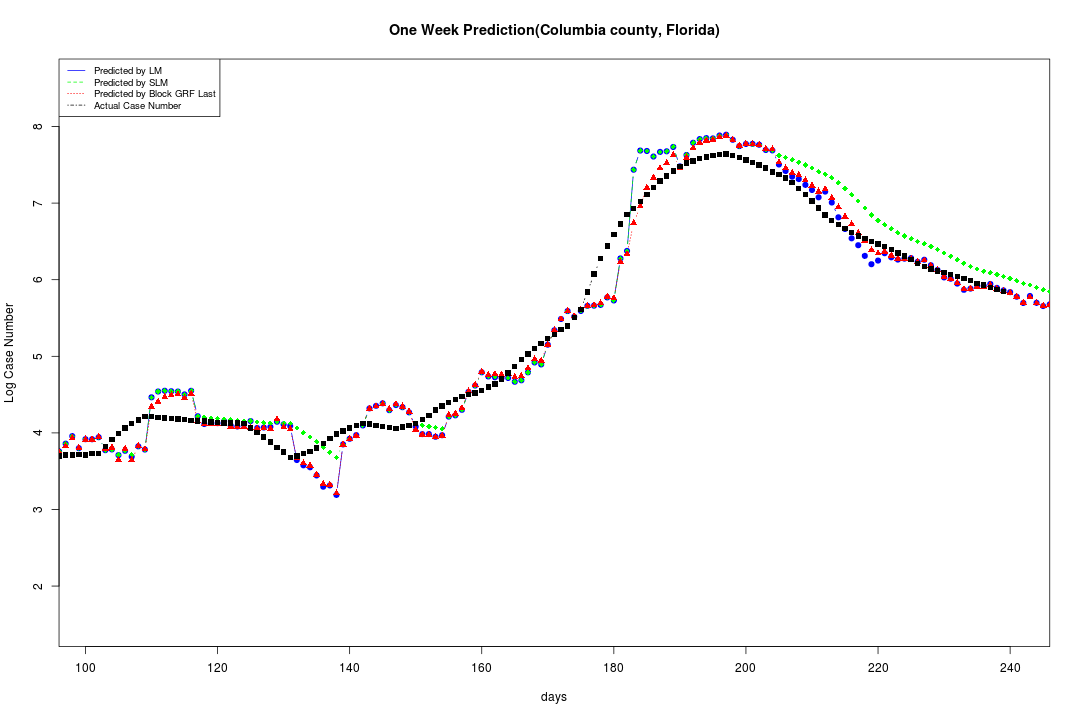 One Week Prediction(Columbia county, Florida)
Predicted by LM
Predicted by SLM
Predicted by Block GRF Last
Actual Case Number
8
7
6
5
4
3
2
Log Case Number
100 120 140 160 180 200 220 240
days